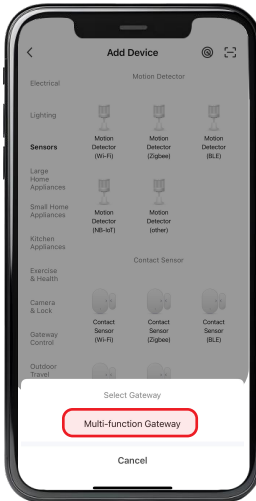 Add Device
Electrical
Lighting
Sensors
Large
Home
Appliances
Small Home
Appliances
Kitchen
Appliances
Exercise
& Health
Camera
& Lock
Gateway
Control
Outdoor
Travel
Motion Detector
Motion
Detector
(Wi-Fi)
Motion
Detector
(Zigbee)
Motion
Detector
(BLE)
Motion
Detector
(NB-IoT)
Motion
Detector
(other)
Contact Sensor
Contact
Sensor
(Wi-Fi)
Contact
Sensor
(Zigbee)
Contact
Sensor
(BLE)
Select Gateway
Multi-function Gateway
Cancel